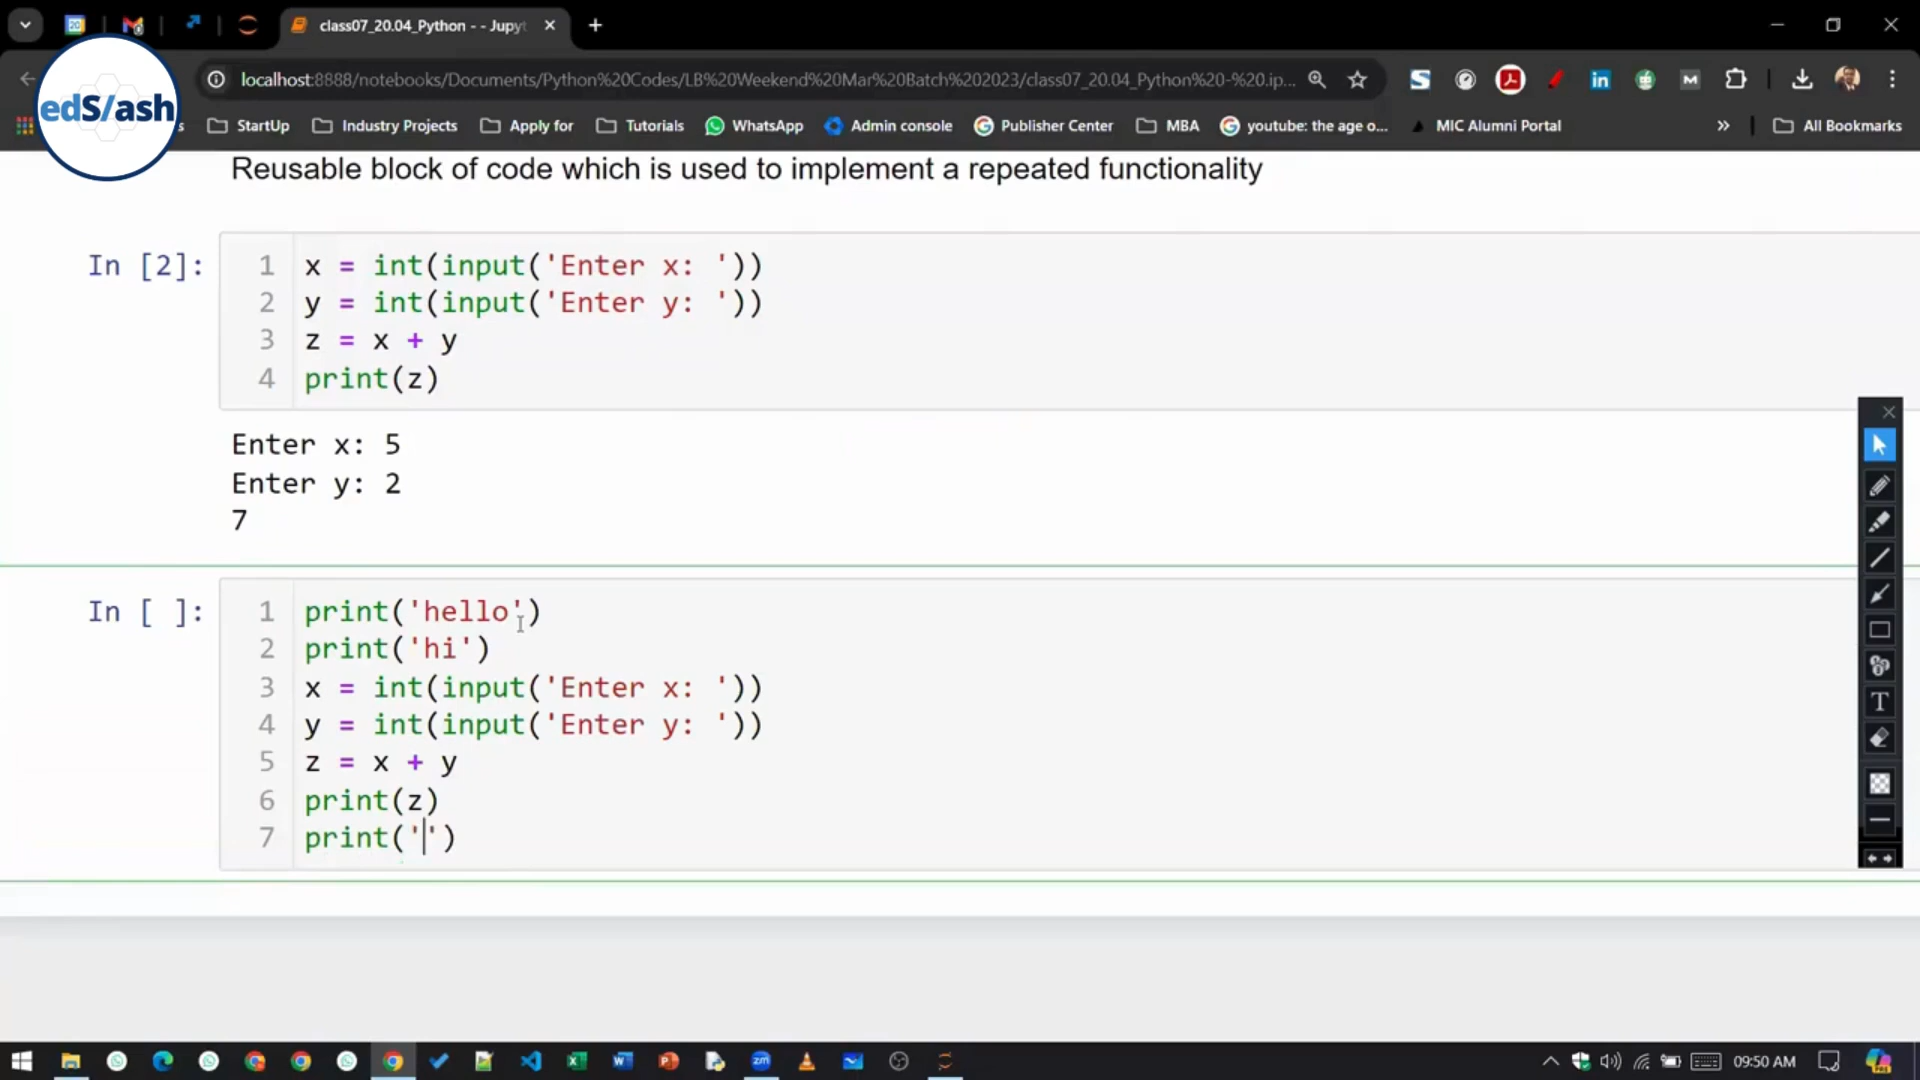 class07_20.04_Python - - Jupyt
localhost:8888/notebooks/Documents/Python%20Codes/LB%20Weekend%20Mar%20Batch%202023/class07_20.04_Python%20-%20.ip...
edS/ash
StartUp
Industry Projects
Apply for
Tutorials
WhatsApp
Admin console
Publisher Center
MBA
youtube: the age o...
MIC Alumni Portal
»
All Bookmarks
Reusable block of code which is used to implement a repeated functionality
In [2]:
1 x = int(input('Enter x: '))
2 y = int(input('Enter y: '))
3 z = x + y
4 print(z)
Enter x: 5
Enter y: 2
7
In [ ]:
1 print('hello')
2 print('hi')
3 x = int(input('Enter x: '))
4 y = int(input('Enter y: '))
5 z = x + y
6 print(z)
7 print('')
09:50 AM